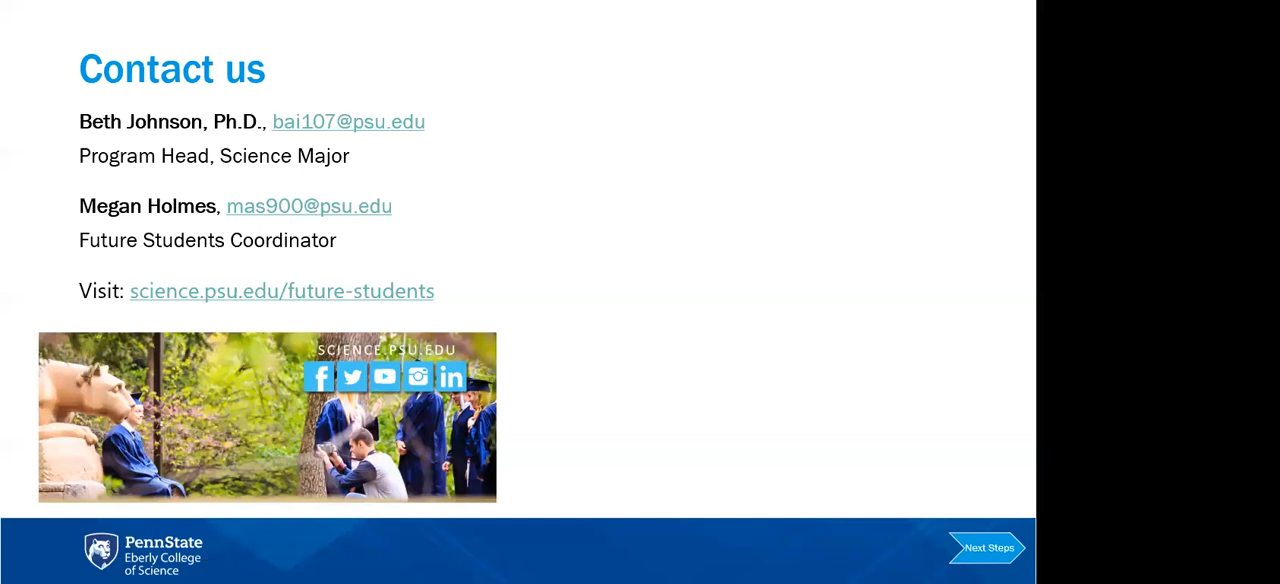 Contact us
Beth Johnson, Ph.D., bai107@psu.edu
Program Head, Science Major
Megan Holmes, mas900@psu.edu
Future Students Coordinator
Visit: science.psu.edu/future-students
SCIENCE.PSU.EDU
PennState
Eberly College
of Science
Next Steps